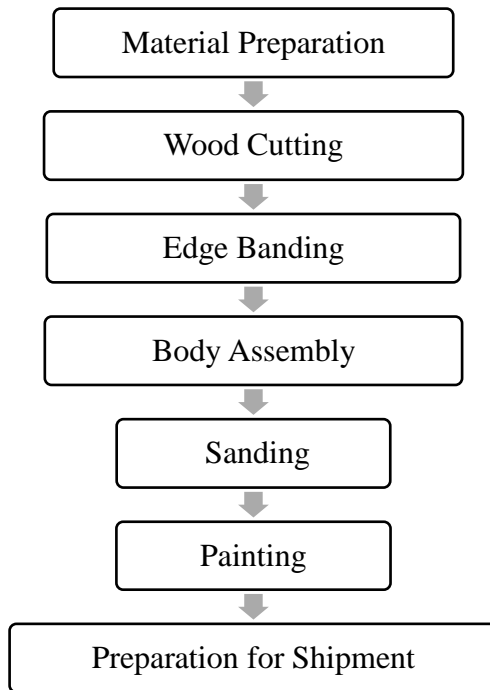 Material Preparation
Wood Cutting
Edge Banding
Body Assembly
Sanding
Painting
Preparation for Shipment